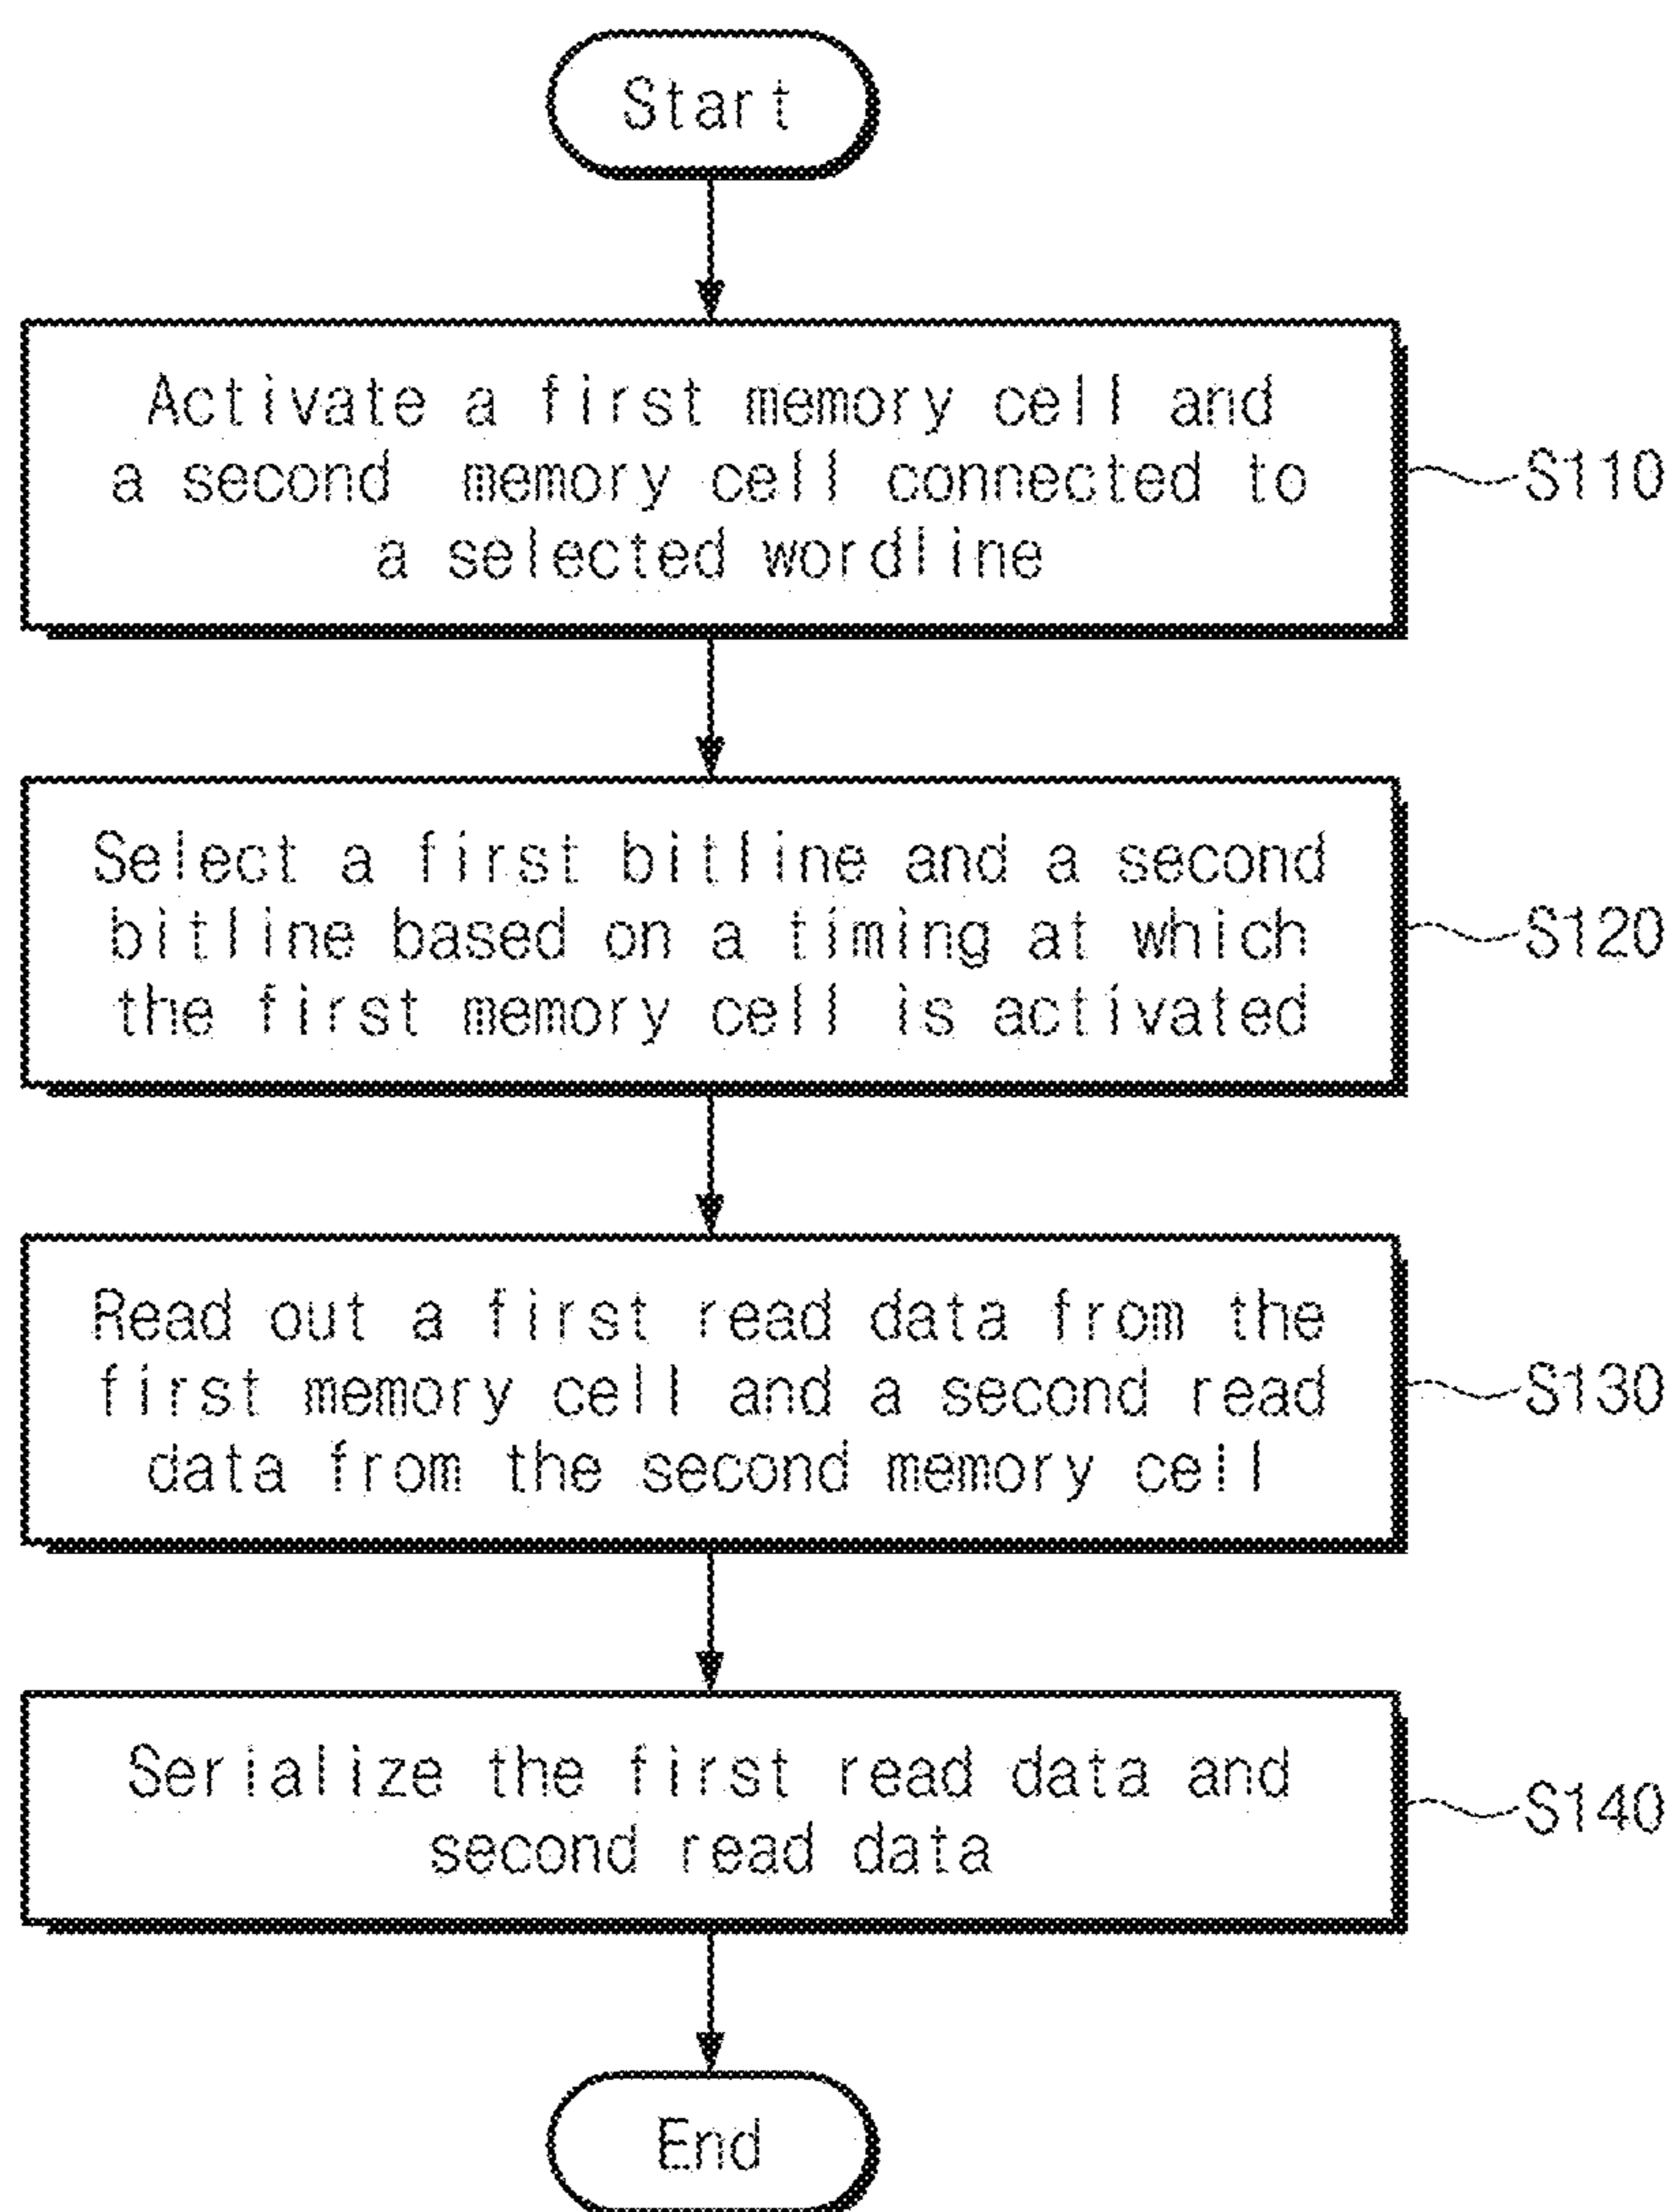 Start
Activate a first memory cell and
a second memory cell connected to
a selected wordline
S110
Select a first bitline and a second
bitline based on a timing at which
the first memory cell is activated
S120
Read out a first read data from the
first memory cell and a second read
data from the second memory cell
S130
Serialize the first read data and
second read data
S140
End